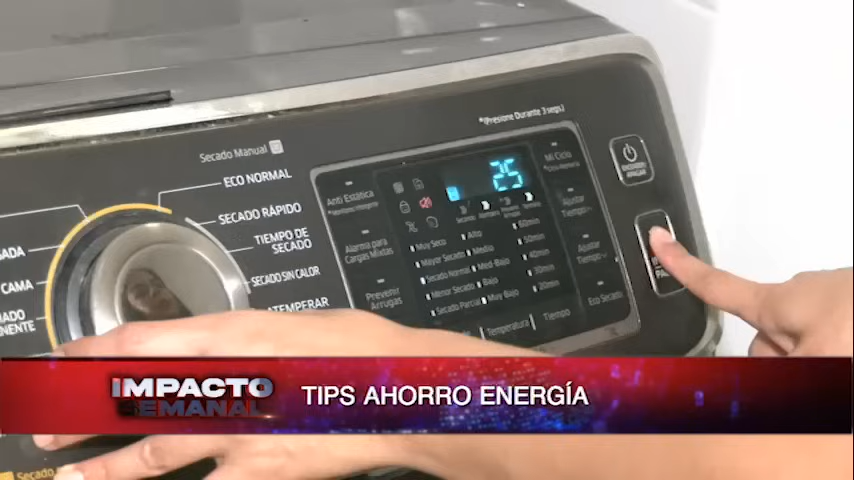 *(Presione Durante 3 segs.)
Secado Manual
ECO NORMAL
SECADO RÁPIDO
TIEMPO DE
SECADO
SECADO SIN CALOR
ATEMPERAR
CAMA
25
Anti Estática
Alarma para
Cargas Mixtas
Prevenir
Arrugas
Muy Seco
Mayor Secado
Secado Normal
Menor Secado
Secado Parcial
Alto
Medio
Med-Bajo
Bajo
Muy Bajo
60min
50min
40min
30min
20min
Temperatura
Tiempo
Mi Ciclo
Ajustar
Tiempo
Ajustar
Tiempo
Eco Secado
IMPACTO
SEMANAL
TIPS AHORRO ENERGÍA
Secado